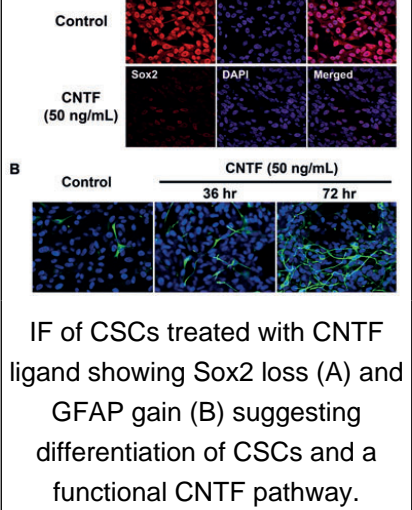 Control
Sox2 DAPI Merged
CNTF
(50 ng/mL)
B
CNTF (50 ng/mL)
Control
36 hr 72 hr
IF of CSCs treated with CNTF
ligand showing Sox2 loss (A) and
GFAP gain (B) suggesting
differentiation of CSCs and a
functional CNTF pathway.